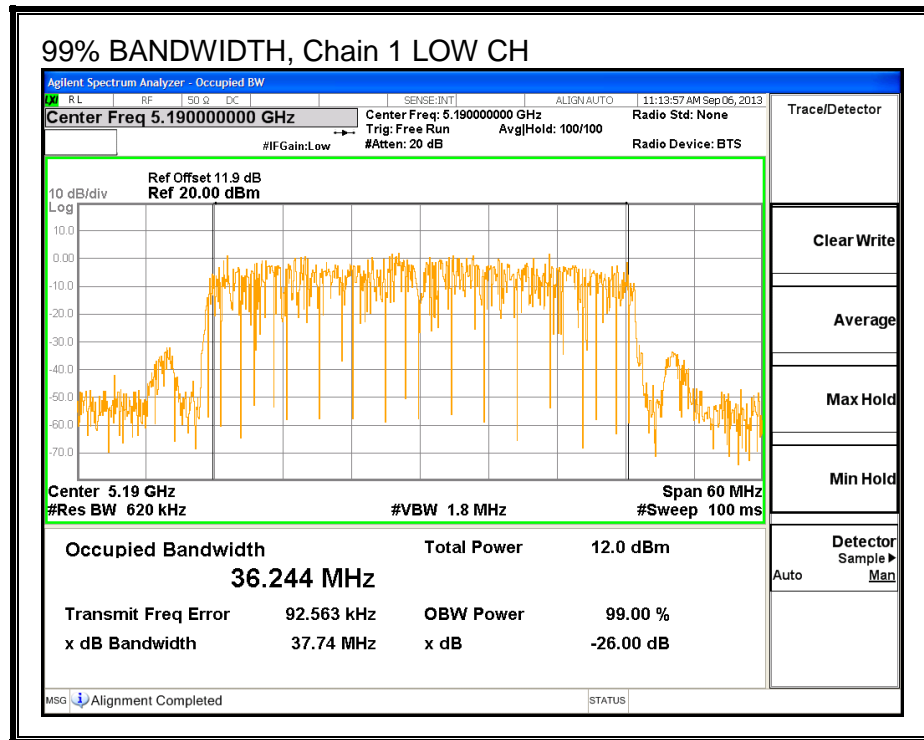 99% BANDWIDTH, Chain 1 LOW CH
Agilent Spectrum Analyzer - Occupied BW
LXI RL RF 50 Ω DC SENSE:INT ALIGN AUTO 11:13:57 AM Sep 06, 2013
Center Freq 5.190000000 GHz
Center Freq: 5.190000000 GHz Radio Std: None
Trig: Free Run Avg|Hold: 100/100
#IFGain:Low #Atten: 20 dB Radio Device: BTS
Trace/Detector
Ref Offset 11.9 dB
10 dB/div Ref 20.00 dBm
Log
10.0
0.00
-10.0
-20.0
-30.0
-40.0
-50.0
-60.0
-70.0
Center 5.19 GHz Span 60 MHz
#Res BW 620 kHz #VBW 1.8 MHz #Sweep 100 ms
Occupied Bandwidth Total Power 12.0 dBm
36.244 MHz
Transmit Freq Error 92.563 kHz OBW Power 99.00 %
x dB Bandwidth 37.74 MHz x dB -26.00 dB
Clear Write
Average
Max Hold
Min Hold
Detector
Sample▶
Auto Man
MSG Alignment Completed STATUS